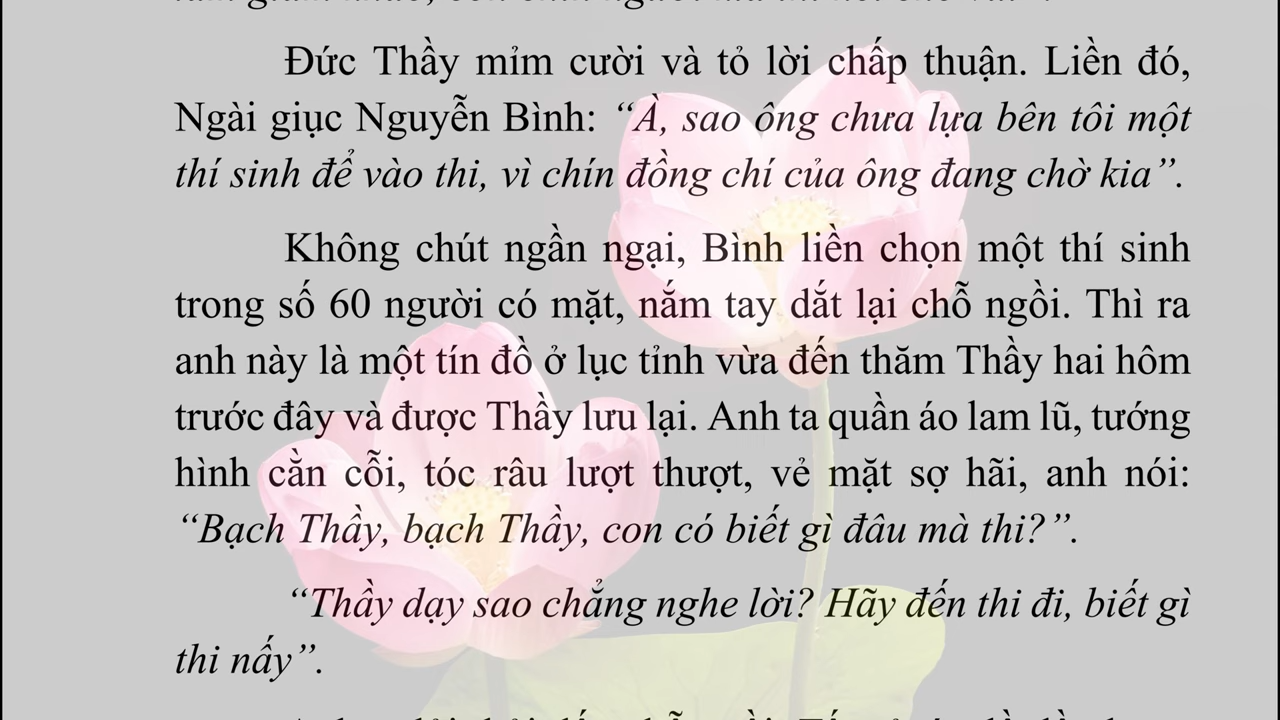 Đức Thầy mỉm cười và tỏ lời chấp thuận. Liền đó,
Ngài giục Nguyễn Bình: “À, sao ông chưa lựa bên tôi một
thí sinh để vào thi, vì chín đồng chí của ông đang chờ kia”.
Không chút ngần ngại, Bình liền chọn một thí sinh
trong số 60 người có mặt, nắm tay dắt lại chỗ ngồi. Thì ra
anh này là một tín đồ ở lục tỉnh vừa đến thăm Thầy hai hôm
trước đây và được Thầy lưu lại. Anh ta quần áo lam lũ, tướng
hình cằn cỗi, tóc râu lượt thượt, vẻ mặt sợ hãi, anh nói:
“Bạch Thầy, bạch Thầy, con có biết gì đâu mà thi?”.
“Thầy dạy sao chẳng nghe lời? Hãy đến thi đi, biết gì
thi nấy”.